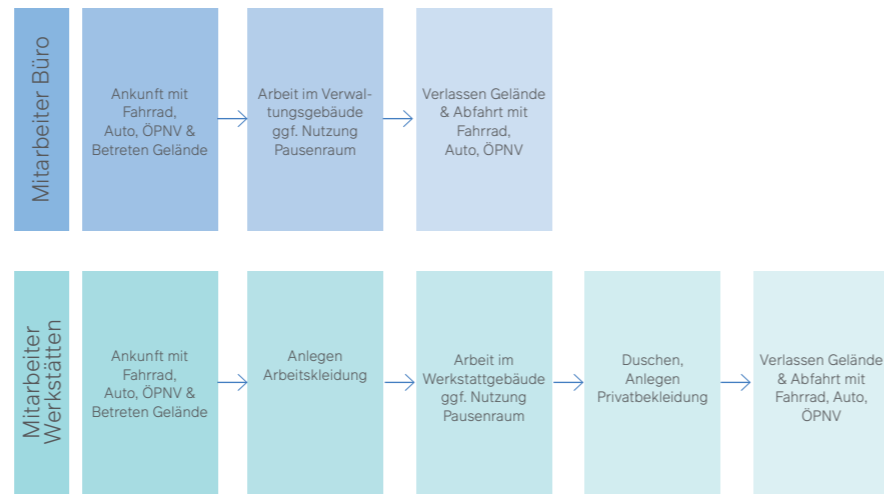 Mitarbeiter Büro
Ankunft mit
Fahrrad,
Auto, ÖPNV &
Betreten Gelände
Arbeit im Verwal-
tungsgebäude
ggf. Nutzung
Pausenraum
Verlassen Gelände
& Abfahrt mit
Fahrrad,
Auto, ÖPNV
Mitarbeiter
Werkstätten
Ankunft mit
Fahrrad,
Auto, ÖPNV &
Betreten Gelände
Anlegen
Arbeitskleidung
Arbeit im
Werkstattgebäude
ggf. Nutzung
Pausenraum
Duschen,
Anlegen
Privatbekleidung
Verlassen Gelände
& Abfahrt mit
Fahrrad, Auto,
ÖPNV